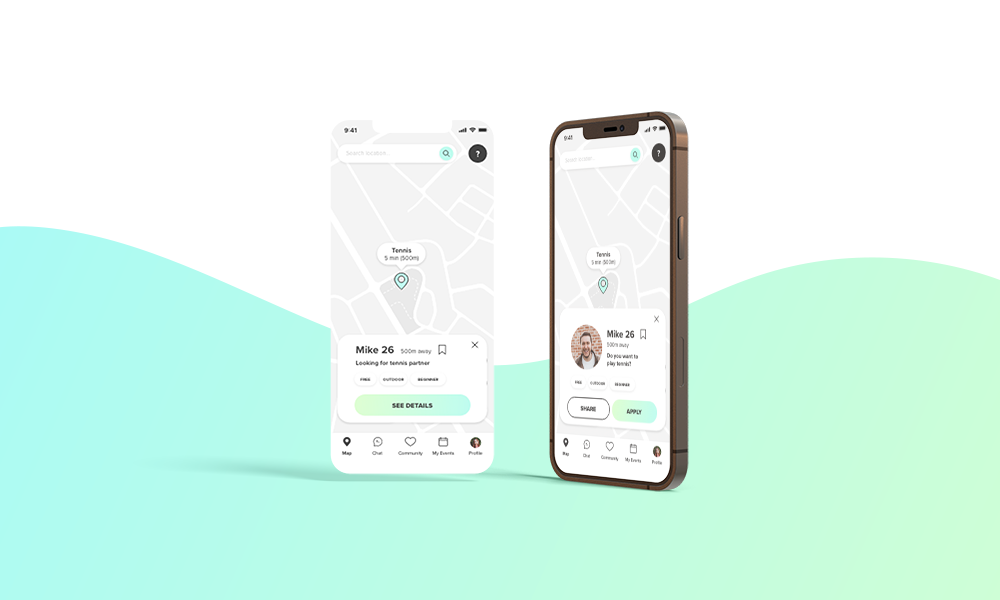 9:41
Search location...
?
Tennis
5 min (500m)
Mike 26 500m away
Looking for tennis partner
FREE OUTDOOR BEGINNER
SEE DETAILS
Map Chat Community My Events Profile
9:41
Send location...
?
Tennis
5 min (500m)
Mike 26
500m away
Do you want to
play tennis?
FREE OUTDOOR BEGINNER
SHARE APPLY
Map Chat Community My Events Profile